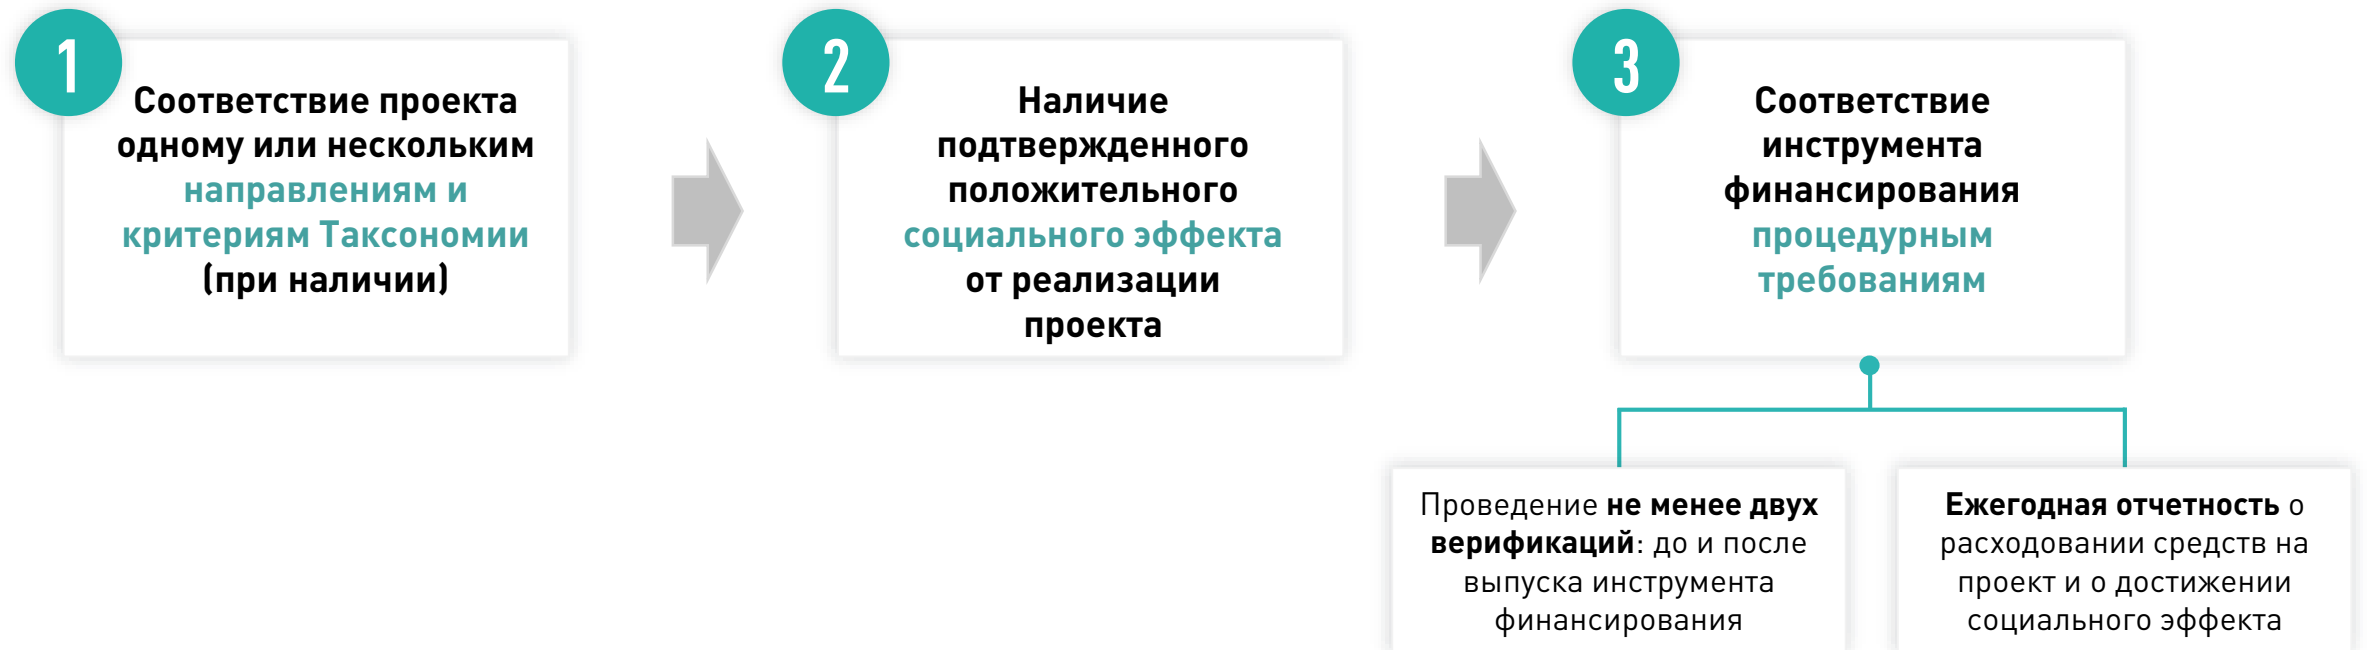 1
Соответствие проекта
одному или нескольким
направлениям и
критериям Таксономии
(при наличии)
2
Наличие
подтвержденного
положительного
социального эффекта
от реализации
проекта
3
Соответствие
инструмента
финансирования
процедурным
требованиям
Проведение не менее двух
верификаций: до и после
выпуска инструмента
финансирования
Ежегодная отчетность о
расходовании средств на
проект и о достижении
социального эффекта